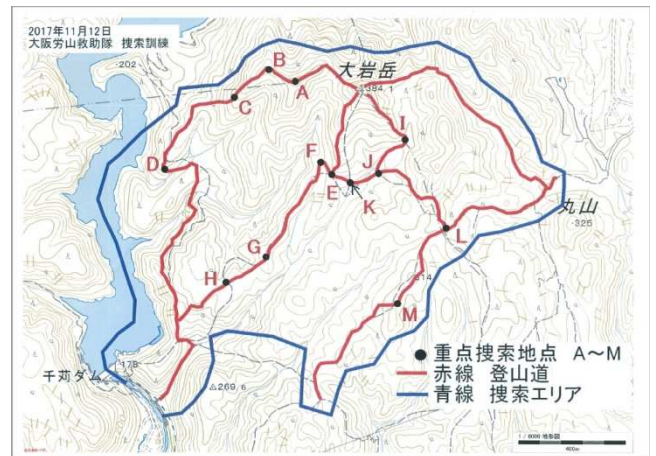 2017年11月12日
大阪労山救助隊 捜索訓練
202
B
大岩岳
A
384.1
C
I
D
F
J
E
K
丸山
L
325
G
H
314
M
178
千苅ダム
△269.6
● 重点捜索地点 A~M
赤線 登山道
青線 捜索エリア
400m